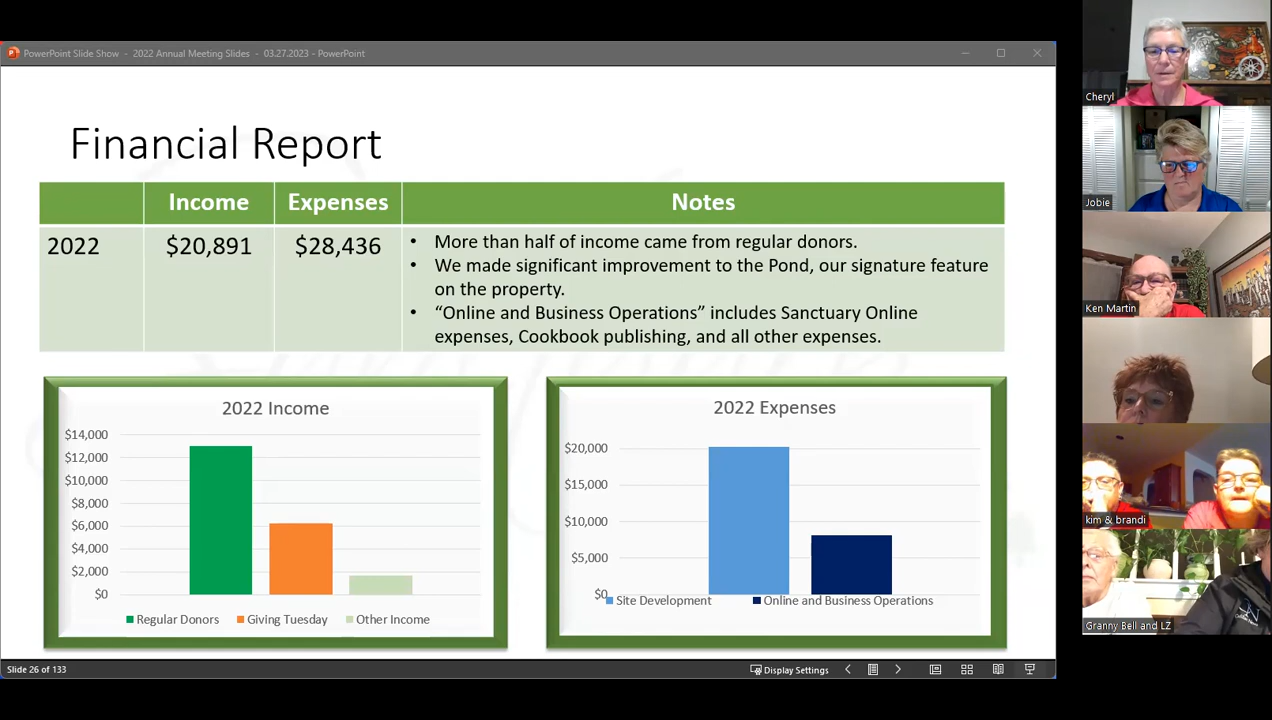 PowerPoint Slide Show - 2022 Annual Meeting Slides - 03.27.2023 - PowerPoint
Financial Report
Income Expenses Notes
2022 $20,891 $28,436
• More than half of income came from regular donors.
• We made significant improvement to the Pond, our signature feature
on the property.
• “Online and Business Operations” includes Sanctuary Online
expenses, Cookbook publishing, and all other expenses.
2022 Income
$14,000
$12,000
$10,000
$8,000
$6,000
$4,000
$2,000
$0
Regular Donors Giving Tuesday Other Income
2022 Expenses
$20,000
$15,000
$10,000
$5,000
$0
Site Development Online and Business Operations
Slide 26 of 133
Display Settings
Cheryl
Jobie
Ken Martin
kim & brandi
Granny Bell and LZ